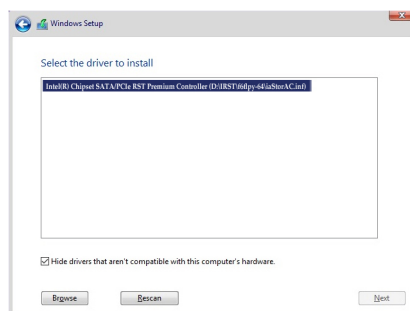 Windows Setup
Select the driver to install
Intel(R) Chipset SATA/PCIe RST Premium Controller (D:\IRST\f6flpy-64\iaStorAC.inf)
Hide drivers that aren't compatible with this computer's hardware.
Browse
Rescan
Next